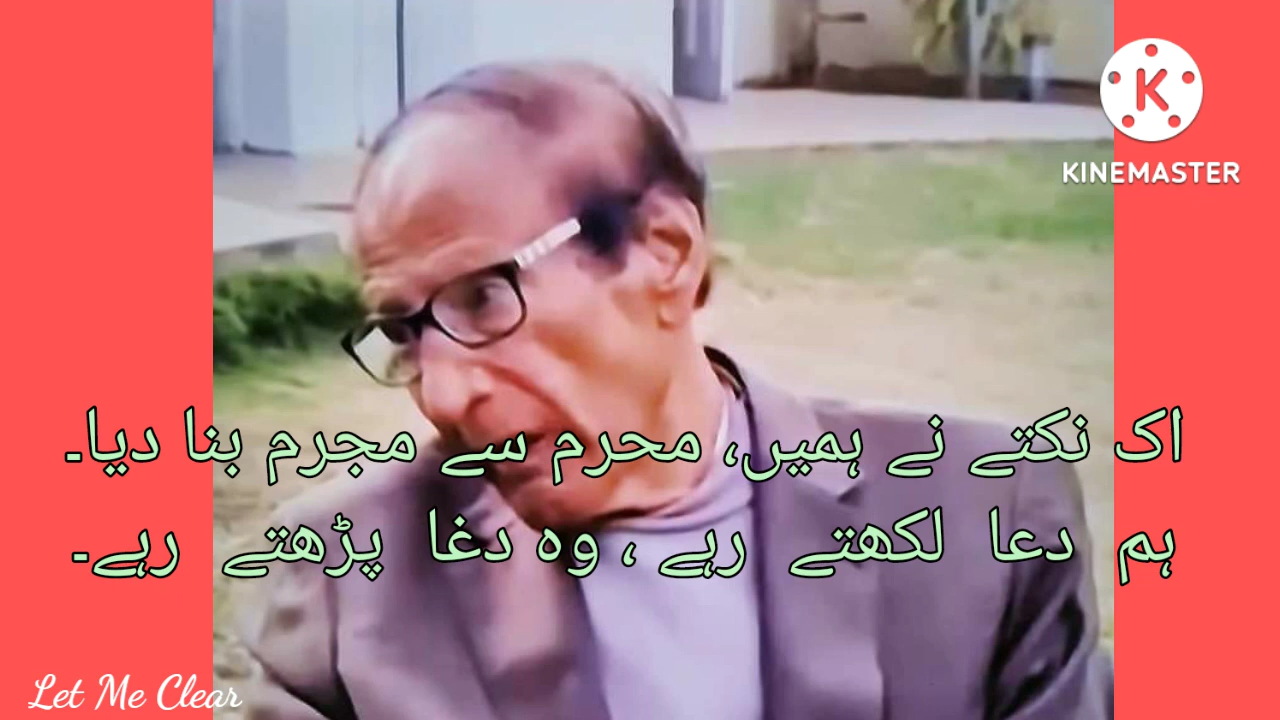 KINEMASTER
اک نکتے نے ہمیں، محرم سے مجرم بنا دیا۔
ہم دعا لکھتے رہے ، وہ دغا پڑھتے رہے۔
Let Me Clear